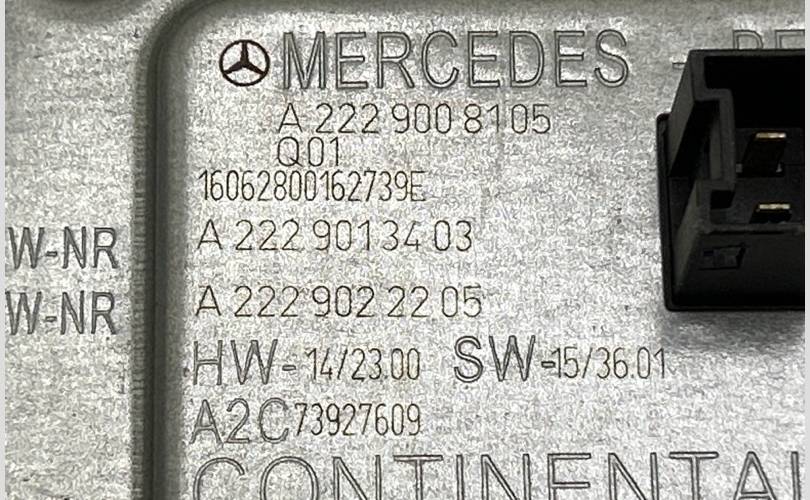 MERCEDES -
A 222 900 81 05
Q01
16062800162739E
W-NR A 222 901 34 03
W-NR A 222 902 22 05
HW-14/23.00 SW-15/36.01
A2C73927609
CONTINENTAL